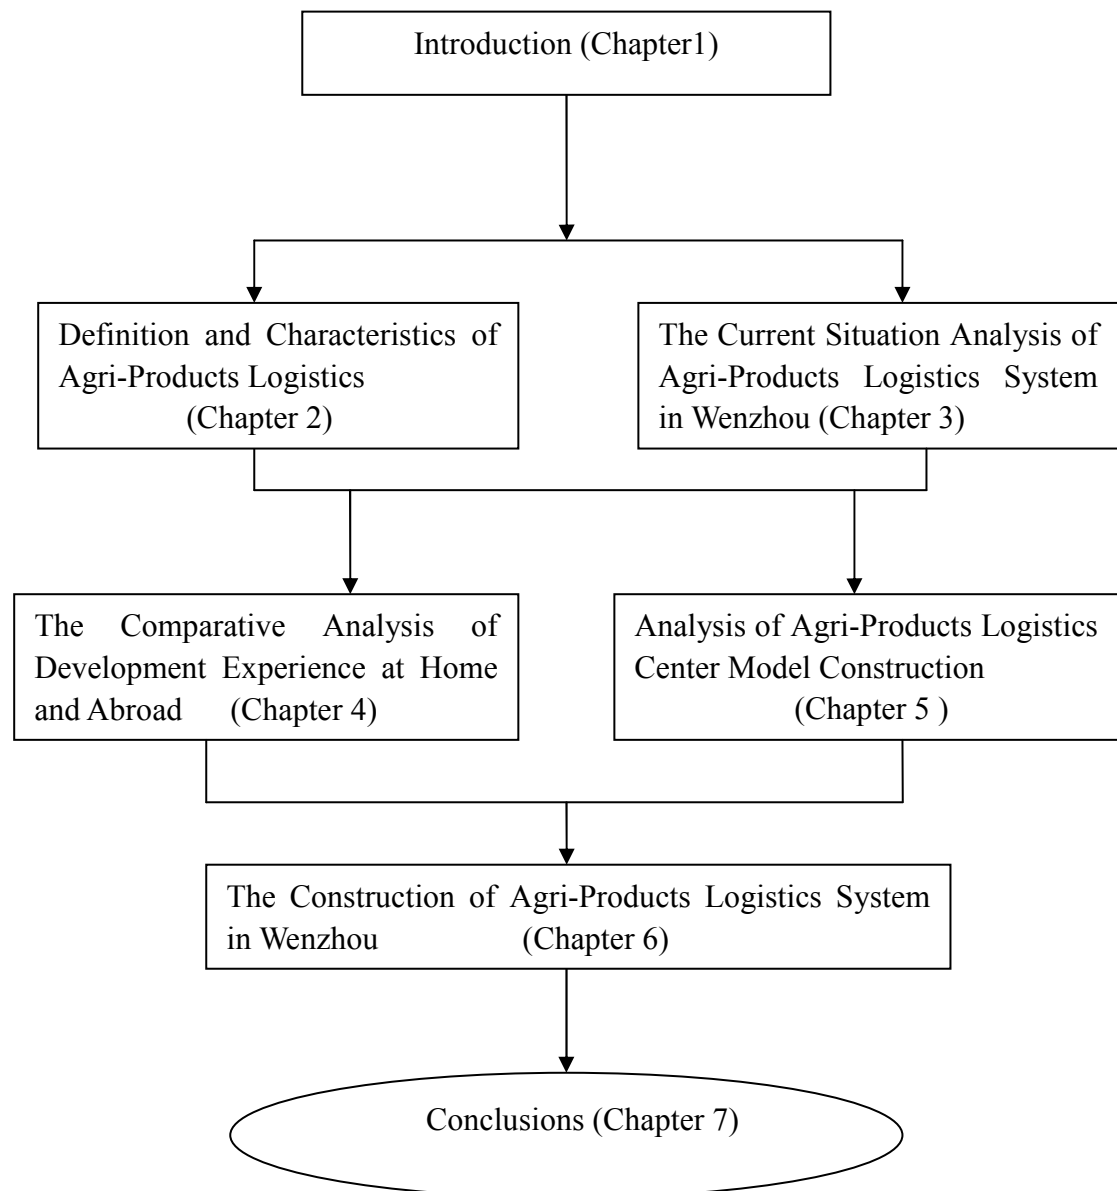 Introduction (Chapter1)
Definition and Characteristics of
Agri-Products Logistics
(Chapter 2)
The Current Situation Analysis of
Agri-Products Logistics System
in Wenzhou (Chapter 3)
The Comparative Analysis of
Development Experience at Home
and Abroad (Chapter 4)
Analysis of Agri-Products Logistics
Center Model Construction
(Chapter 5 )
The Construction of Agri-Products Logistics System
in Wenzhou (Chapter 6)
Conclusions (Chapter 7)